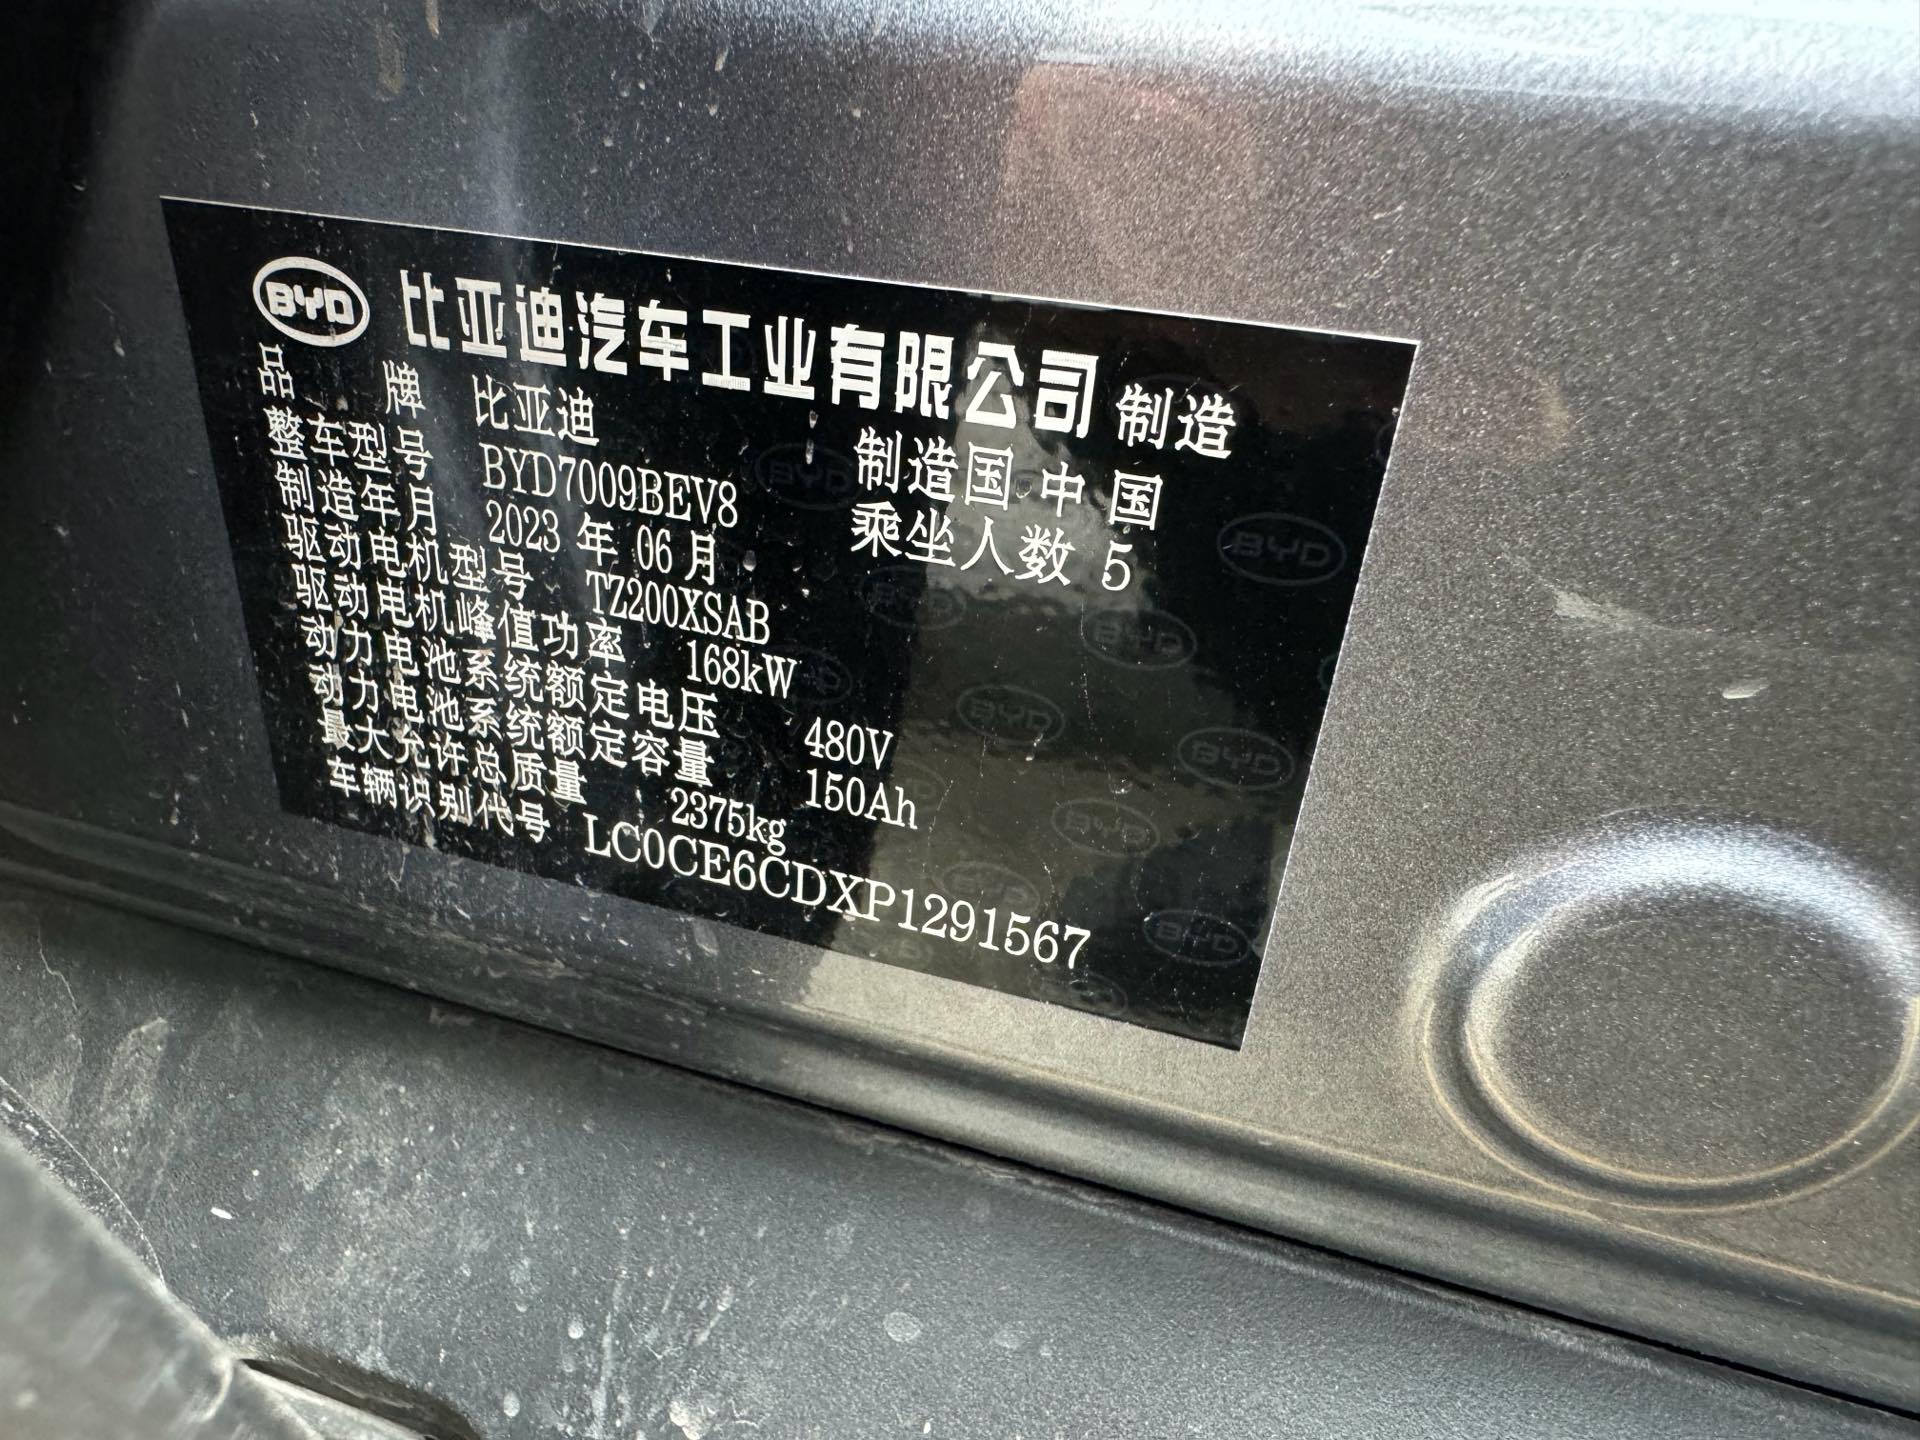 BYD 比亚迪汽车工业有限公司 制造
品 牌 比亚迪 制造国 中国
整车型号 BYD7009BEV8 乘坐人数 5
制造年月 2023 年 06 月
驱动电机型号 TZ200XSAB
驱动电机峰值功率 168kW
动力电池系统额定电压 480V
动力电池系统额定容量 150Ah
最大允许总质量 2375kg
车辆识别代号 LC0CE6CDXP1291567